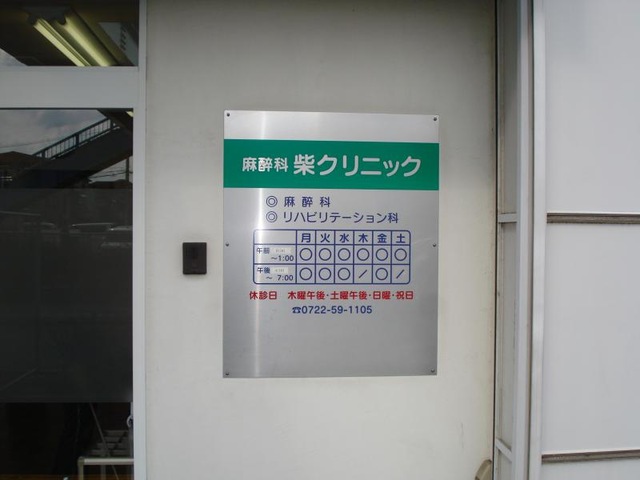 麻酔科 柴クリニック
◎ 麻酔科
◎ リハビリテーション科
月 火 水 木 金 土
午前 ～1:00 ○ ○ ○ ○ ○ ○
午後 ～7:00 ○ ○ ○ / ○ /
休診日 木曜午後・土曜午後・日曜・祝日
☎0722-59-1105